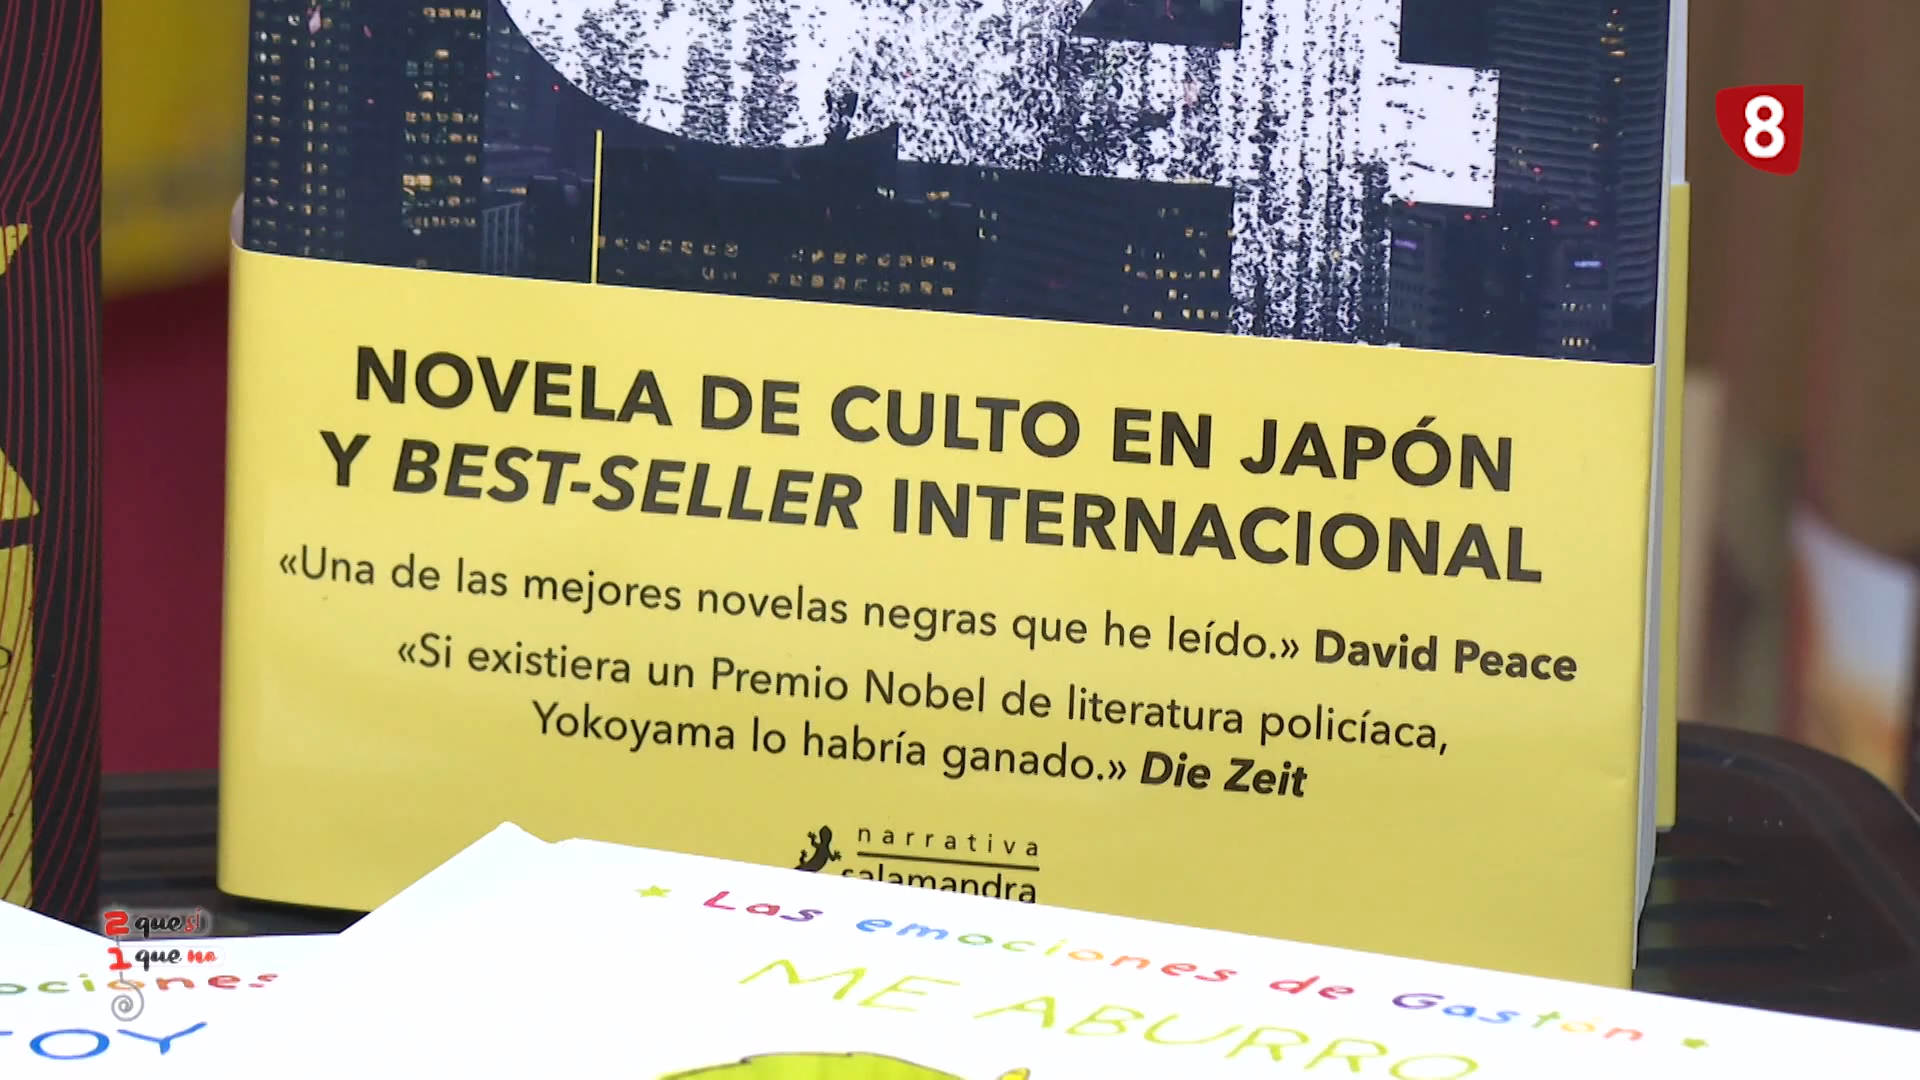 8
NOVELA DE CULTO EN JAPÓN
Y BEST-SELLER INTERNACIONAL
«Una de las mejores novelas negras que he leído.» David Peace
«Si existiera un Premio Nobel de literatura policíaca,
Yokoyama lo habría ganado.» Die Zeit
narrativa
salamandra
Las emociones de Gastón
ME ABURRO
2 que sí
1 que no
ociones
TOY